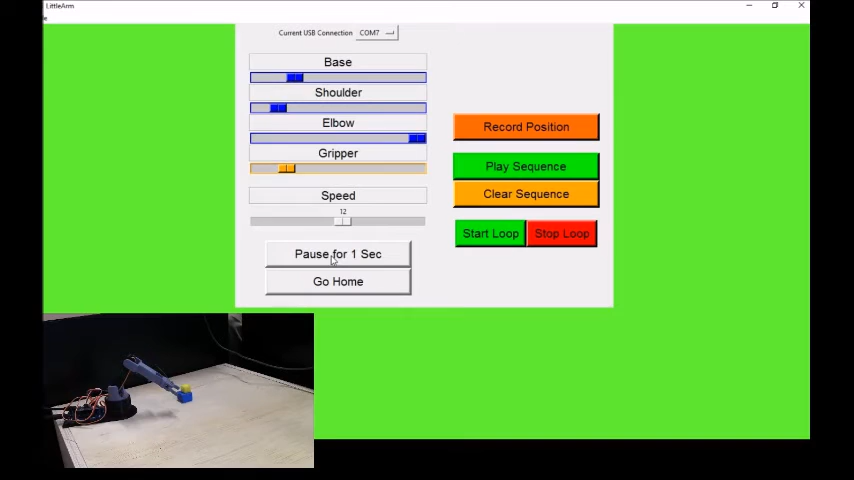 LittleArm
e
Current USB Connection COM7
Base
Shoulder
Elbow
Gripper
Speed
12
Pause for 1 Sec
Go Home
Record Position
Play Sequence
Clear Sequence
Start Loop Stop Loop